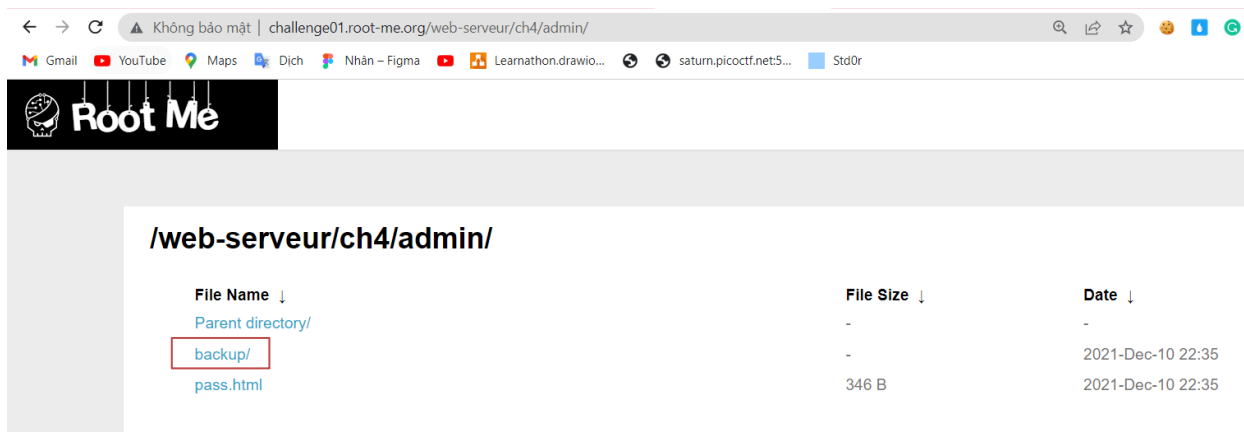 Không bảo mật | challenge01.root-me.org/web-serveur/ch4/admin/
Gmail YouTube Maps Dịch Nhân – Figma Learnathon.drawio... saturn.picoctf.net:5... Std0r
Root Me
/web-serveur/ch4/admin/
File Name ↓ File Size ↓ Date ↓
Parent directory/ - -
backup/ - 2021-Dec-10 22:35
pass.html 346 B 2021-Dec-10 22:35